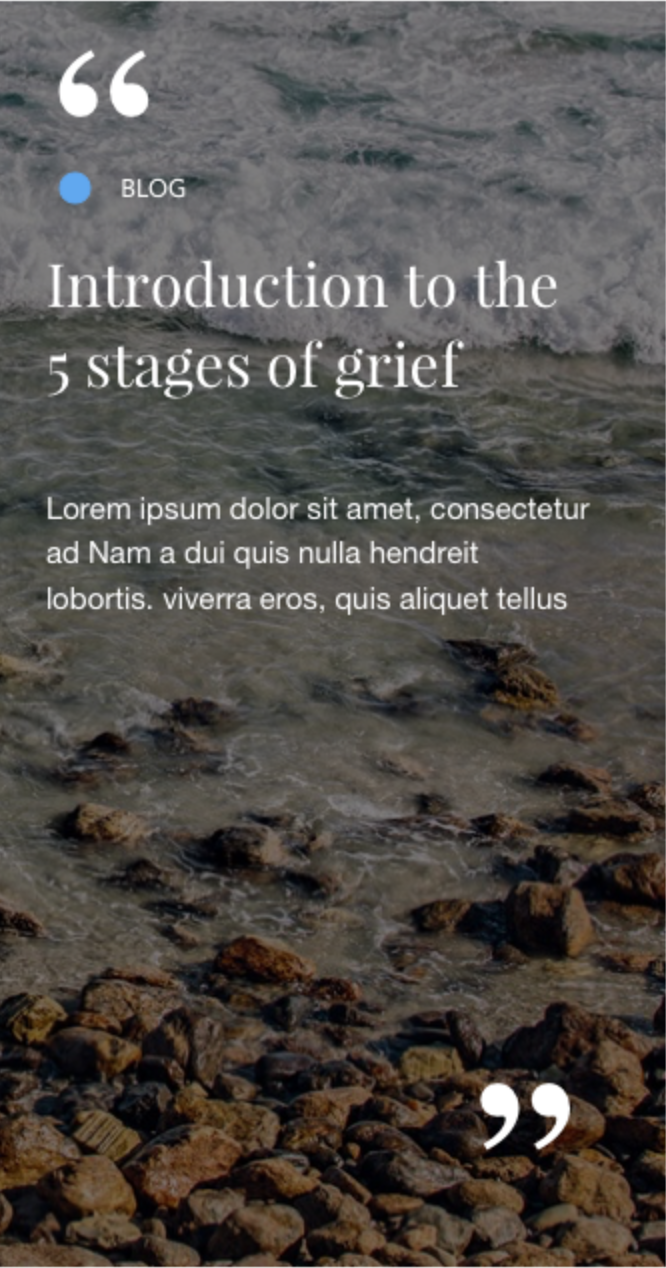 “
BLOG
Introduction to the
5 stages of grief
Lorem ipsum dolor sit amet, consectetur
ad Nam a dui quis nulla hendreit
lobortis. viverra eros, quis aliquet tellus
”